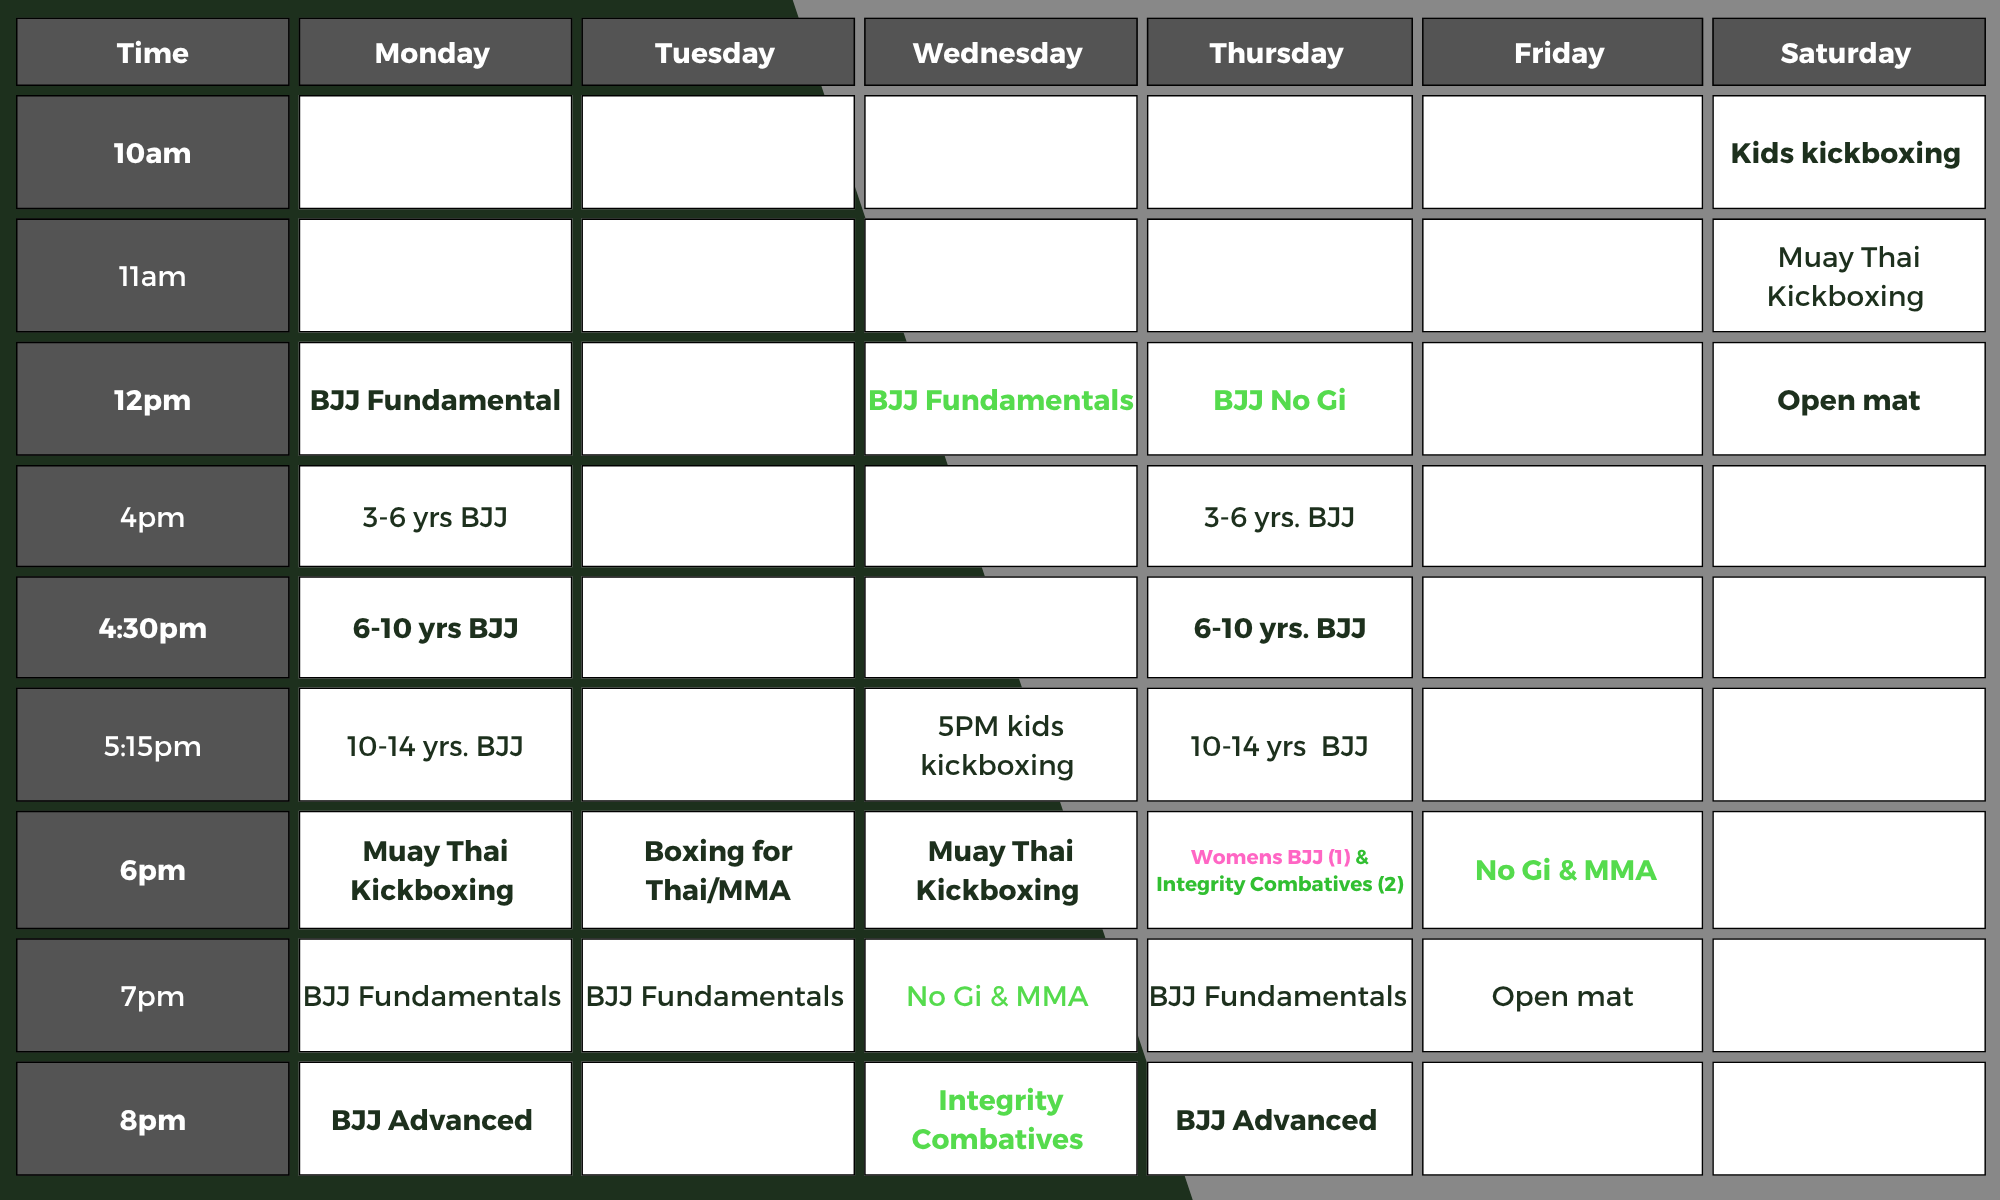 Time Monday Tuesday Wednesday Thursday Friday Saturday
10am Kids kickboxing
11am Muay Thai
Kickboxing
12pm BJJ Fundamental BJJ Fundamentals BJJ No Gi Open mat
4pm 3-6 yrs BJJ 3-6 yrs. BJJ
4:30pm 6-10 yrs BJJ 6-10 yrs. BJJ
5:15pm 10-14 yrs. BJJ 5PM kids
kickboxing 10-14 yrs  BJJ
6pm Muay Thai
Kickboxing Boxing for
Thai/MMA Muay Thai
Kickboxing Womens BJJ (1) &
Integrity Combatives (2) No Gi & MMA
7pm BJJ Fundamentals BJJ Fundamentals No Gi & MMA BJJ Fundamentals Open mat
8pm BJJ Advanced Integrity
Combatives BJJ Advanced